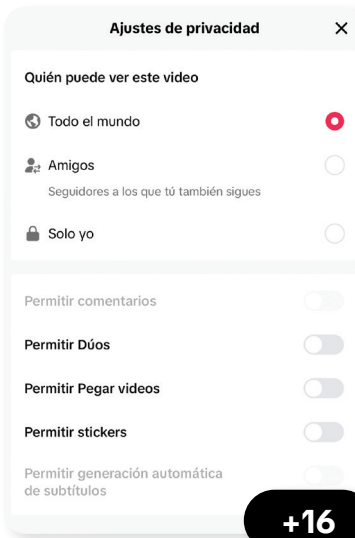 Ajustes de privacidad
Quién puede ver este video
Todo el mundo
Amigos
Seguidores a los que tú también sigues
Solo yo
Permitir comentarios
Permitir Dúos
Permitir Pegar videos
Permitir stickers
Permitir generación automática
de subtítulos
+16